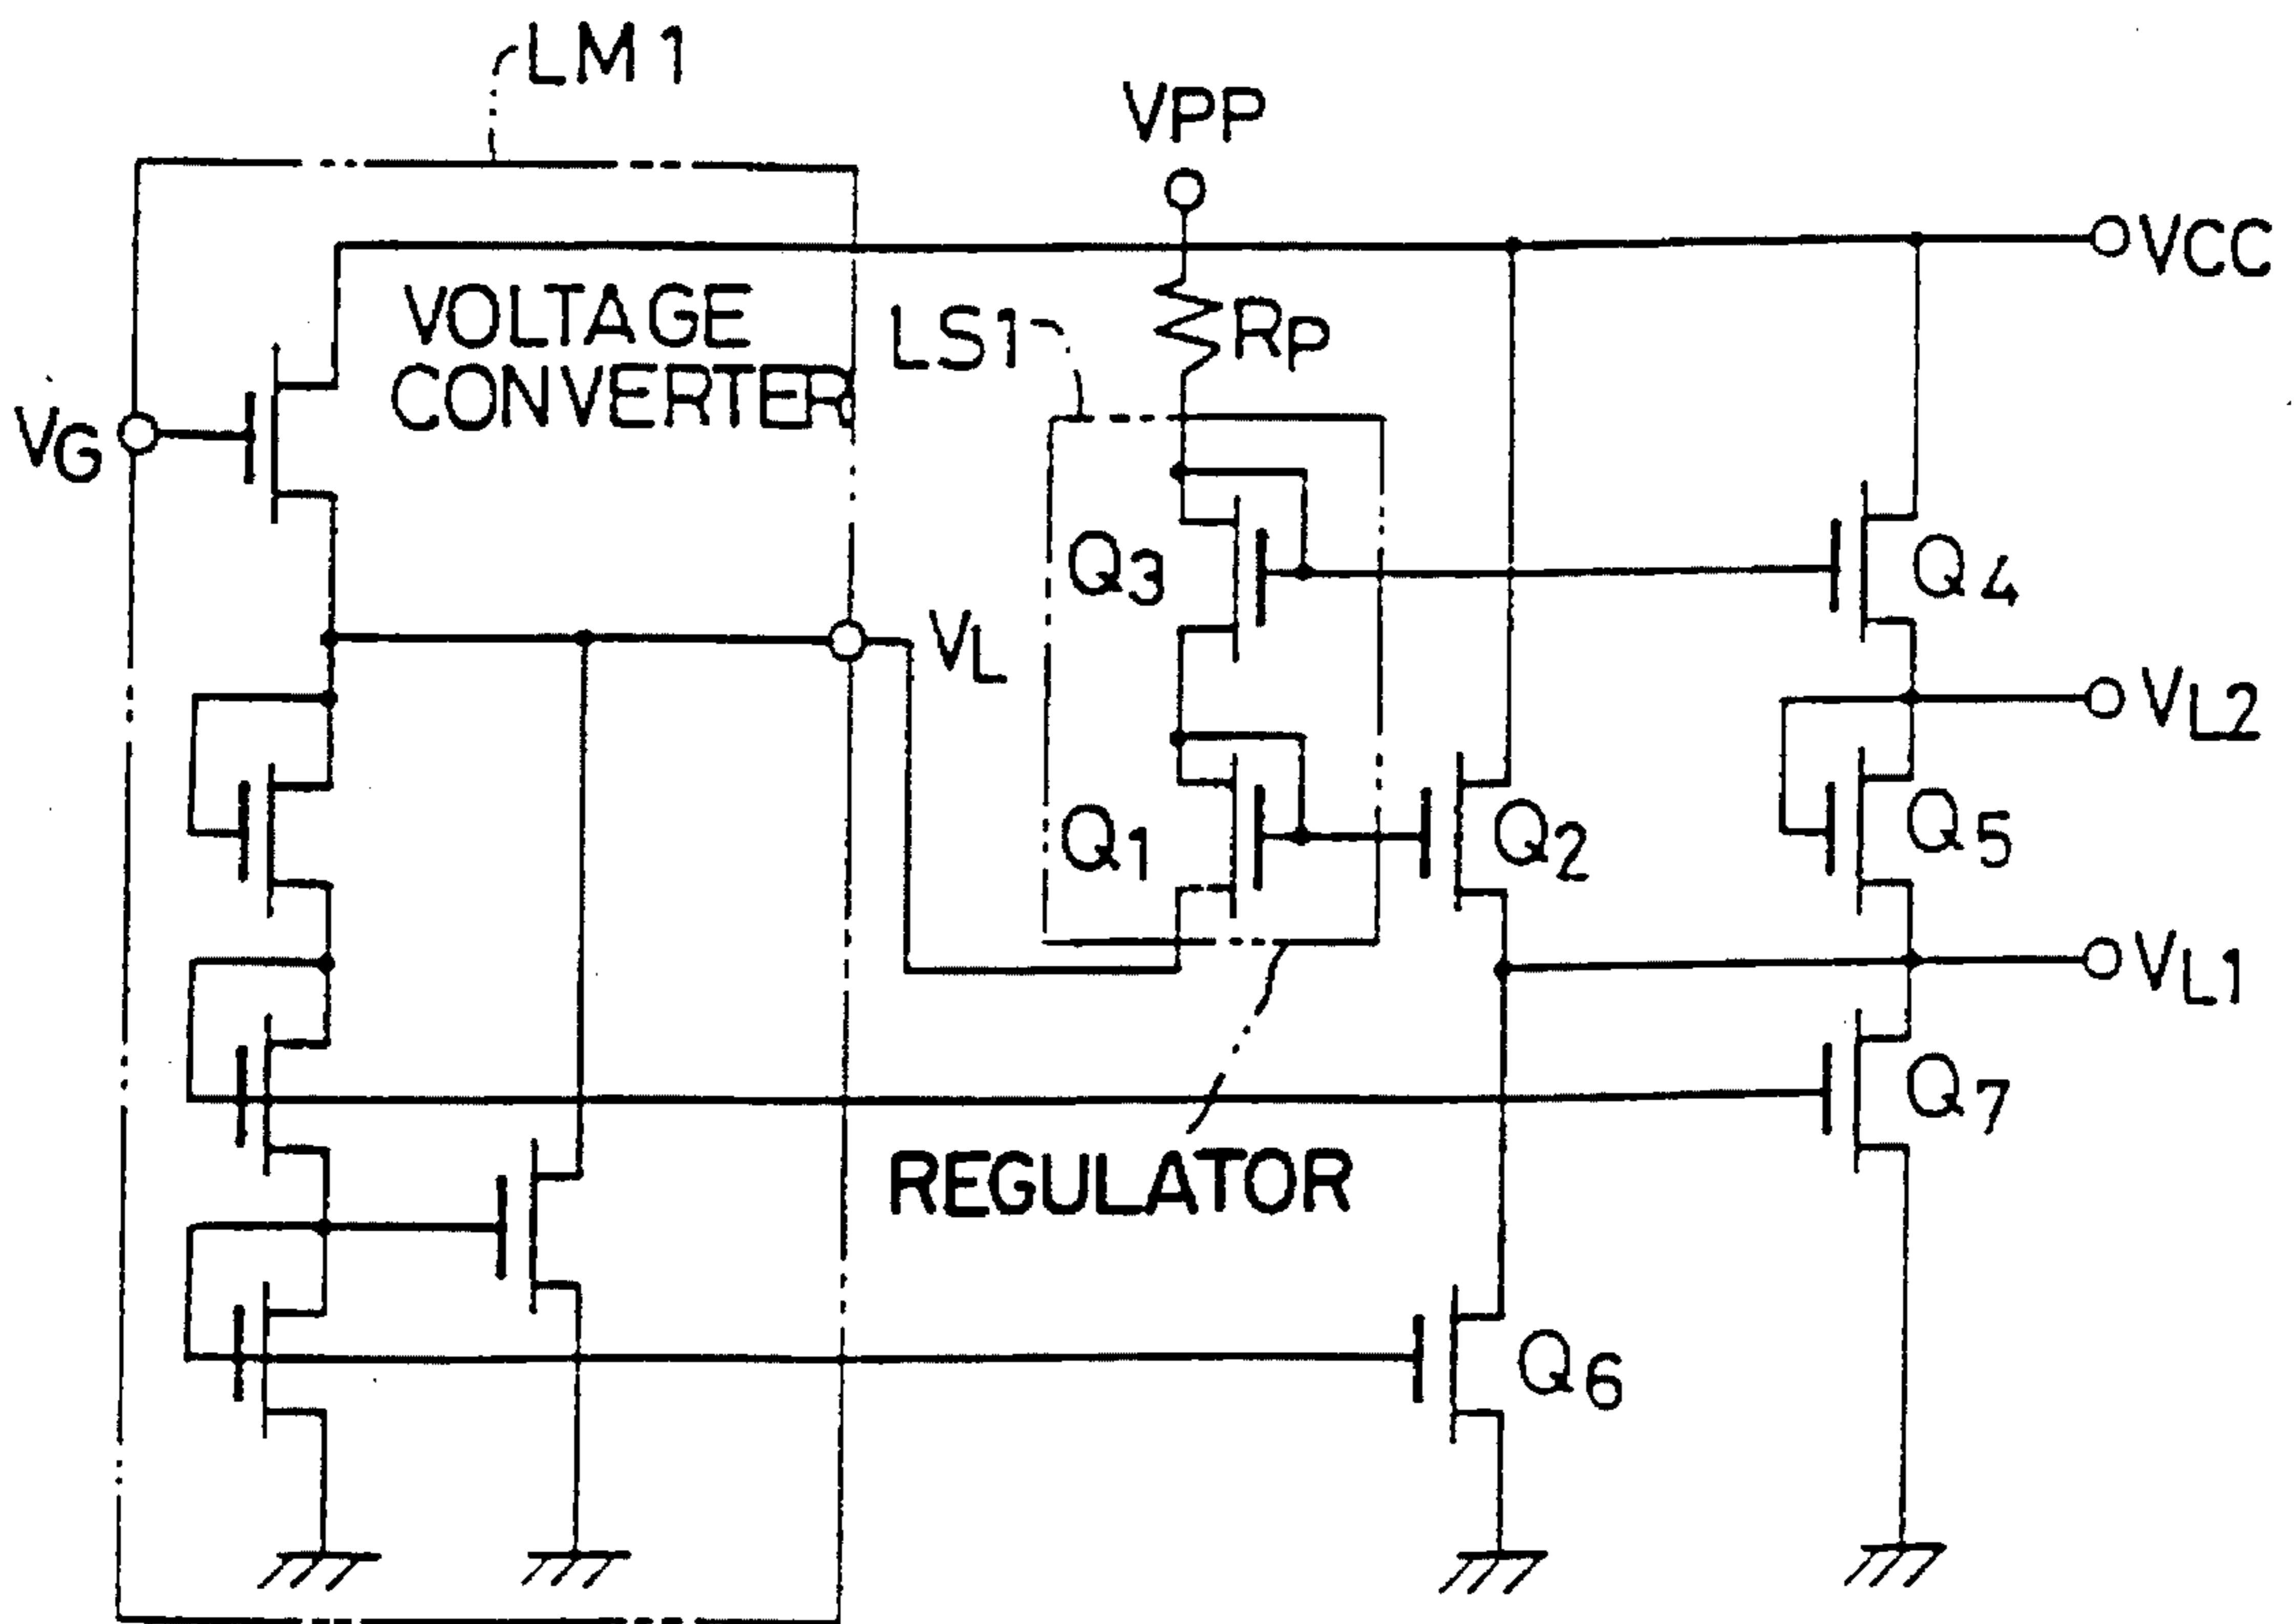 LM1
VPP
VCC
VOLTAGE
CONVERTER
LS1
RP
VG
Q3
Q4
VL
VL2
Q1
Q2
Q5
VL1
Q7
REGULATOR
Q6